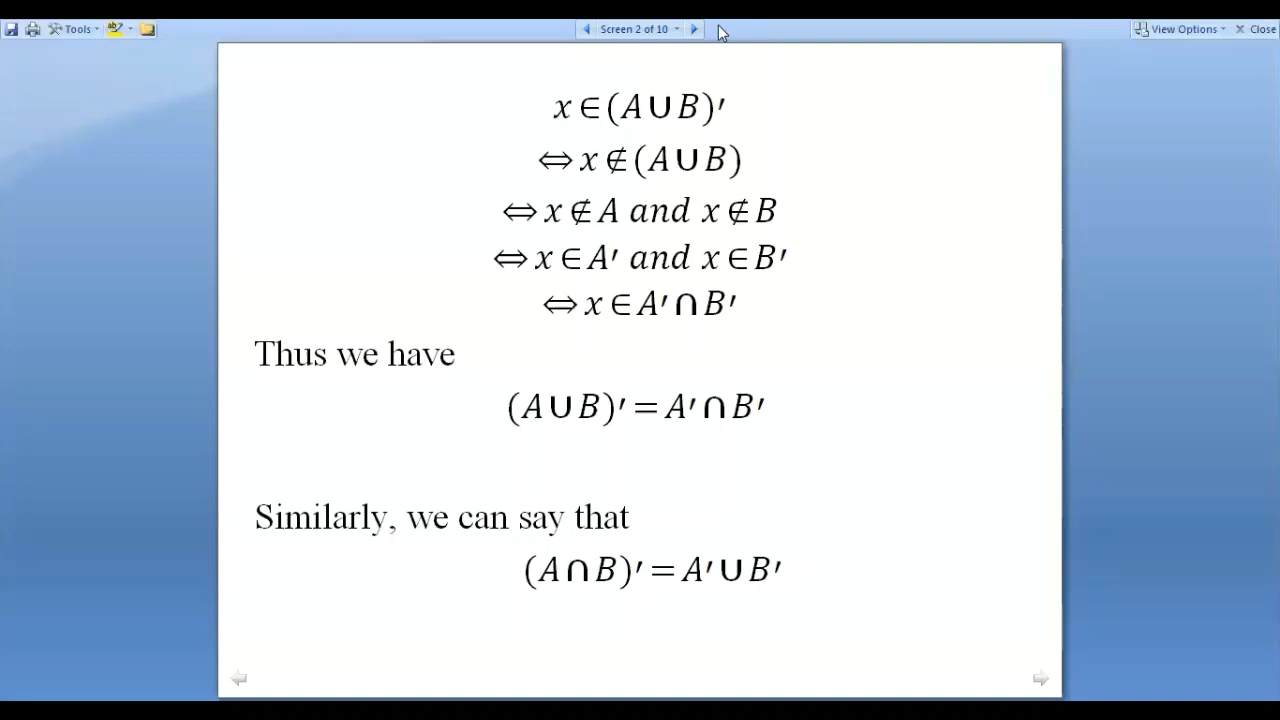 Tools
Screen 2 of 10
View Options
Close
x ∈ (A ∪ B)′
⇔ x ∉ (A ∪ B)
⇔ x ∉ A and x ∉ B
⇔ x ∈ A′ and x ∈ B′
⇔ x ∈ A′ ∩ B′
Thus we have
(A ∪ B)′ = A′ ∩ B′
Similarly, we can say that
(A ∩ B)′ = A′ ∪ B′